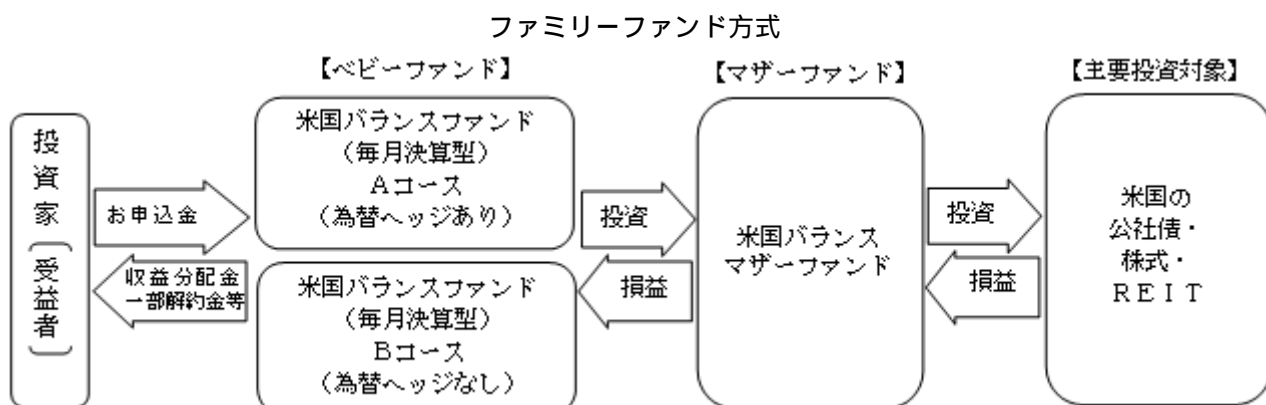 ファミリーファンド方式
【ベビーファンド】
【マザーファンド】
【主要投資対象】
投資家〔受益者〕
お申込金
収益分配金
一部解約金等
米国バランスファンド
（毎月決算型）
Ａコース
（為替ヘッジあり）
米国バランスファンド
（毎月決算型）
Ｂコース
（為替ヘッジなし）
投資
損益
米国バランス
マザーファンド
投資
損益
米国の
公社債・
株式・
ＲＥＩＴ